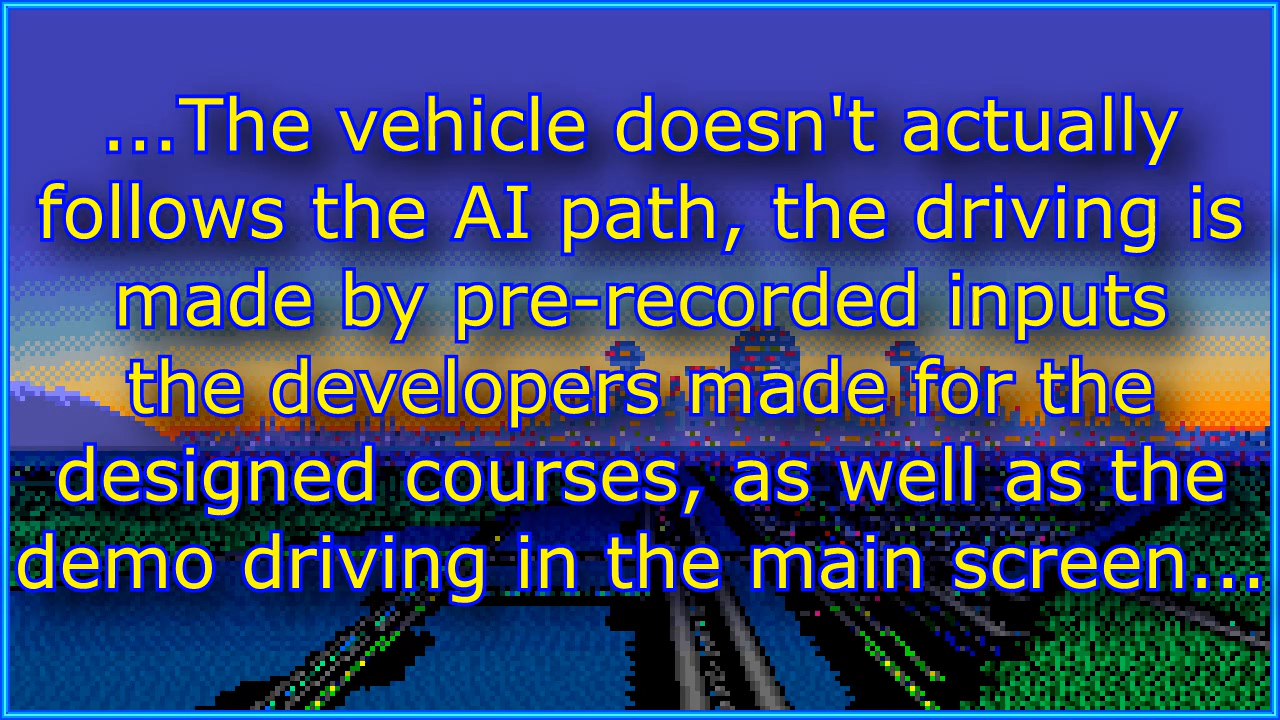 ...The vehicle doesn't actually
follows the AI path, the driving is
made by pre-recorded inputs
the developers made for the
designed courses, as well as the
demo driving in the main screen...